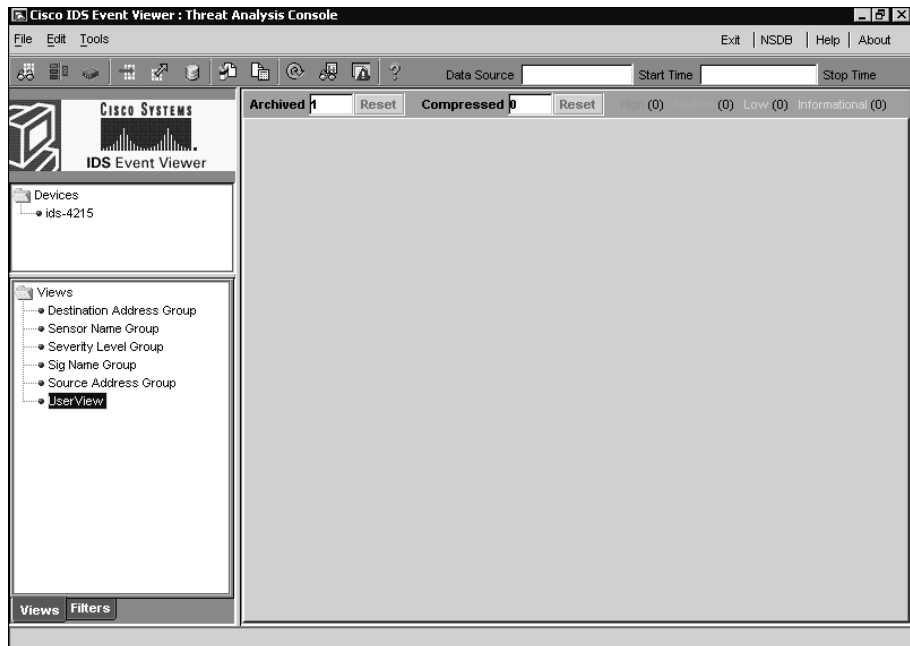 Cisco IDS Event Viewer : Threat Analysis Console
File Edit Tools
Exit | NSDB | Help | About
Data Source Start Time Stop Time
CISCO SYSTEMS
IDS Event Viewer
Archived 1 Reset Compressed 0 Reset High (0) Medium (0) Low (0) Informational (0)
Devices
ids-4215
Views
Destination Address Group
Sensor Name Group
Severity Level Group
Sig Name Group
Source Address Group
UserView
Views Filters